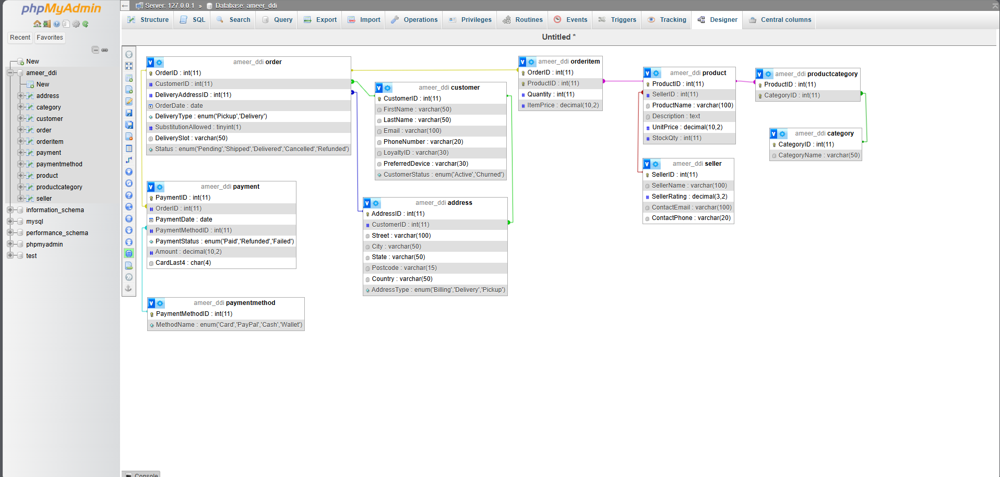 phpMyAdmin
Recent Favorites
New
ameer_ddi
New
address
category
customer
order
orderitem
payment
paymentmethod
product
productcategory
seller
information_schema
mysql
performance_schema
phpmyadmin
test
Server: 127.0.0.1 » Database: ameer_ddi
Structure SQL Search Query Export Import Operations Privileges Routines Events Triggers Tracking Designer Central columns
Untitled *
ameer_ddi order
OrderID : int(11)
CustomerID : int(11)
DeliveryAddressID : int(11)
OrderDate : date
DeliveryType : enum('Pickup','Delivery')
SubstitutionAllowed : tinyint(1)
DeliverySlot : varchar(50)
Status : enum('Pending','Shipped','Delivered','Cancelled','Refunded')
ameer_ddi payment
PaymentID : int(11)
OrderID : int(11)
PaymentDate : date
PaymentMethodID : int(11)
PaymentStatus : enum('Paid','Refunded','Failed')
Amount : decimal(10,2)
CardLast4 : char(4)
ameer_ddi paymentmethod
PaymentMethodID : int(11)
MethodName : enum('Card','PayPal','Cash','Wallet')
ameer_ddi customer
CustomerID : int(11)
FirstName : varchar(50)
LastName : varchar(50)
Email : varchar(100)
PhoneNumber : varchar(20)
LoyaltyID : varchar(30)
PreferredDevice : varchar(30)
CustomerStatus : enum('Active','Churned')
ameer_ddi address
AddressID : int(11)
CustomerID : int(11)
Street : varchar(100)
City : varchar(50)
State : varchar(50)
Postcode : varchar(15)
Country : varchar(50)
AddressType : enum('Billing','Delivery','Pickup')
ameer_ddi orderitem
OrderID : int(11)
ProductID : int(11)
Quantity : int(11)
ItemPrice : decimal(10,2)
ameer_ddi product
ProductID : int(11)
SellerID : int(11)
ProductName : varchar(100)
Description : text
UnitPrice : decimal(10,2)
StockQty : int(11)
ameer_ddi seller
SellerID : int(11)
SellerName : varchar(100)
SellerRating : decimal(3,2)
ContactEmail : varchar(100)
ContactPhone : varchar(20)
ameer_ddi productcategory
ProductID : int(11)
CategoryID : int(11)
ameer_ddi category
CategoryID : int(11)
CategoryName : varchar(50)
Console